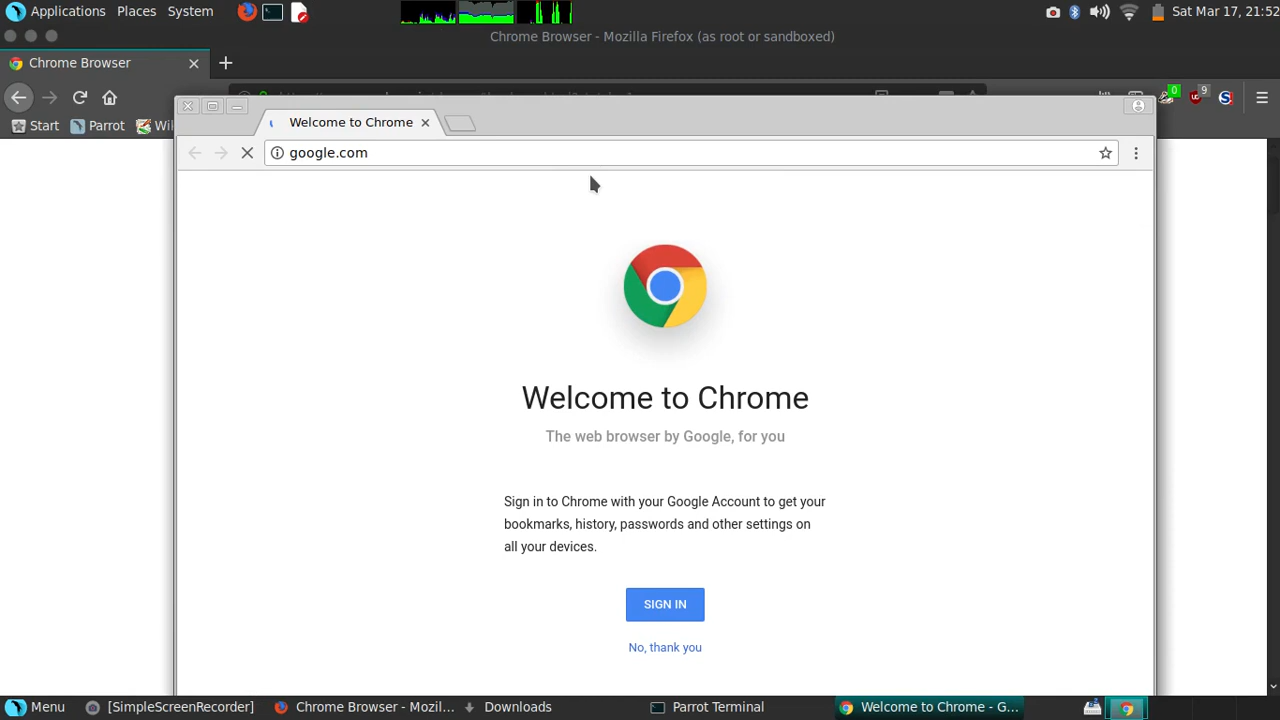 Applications Places System
Sat Mar 17, 21:52
Chrome Browser - Mozilla Firefox (as root or sandboxed)
Chrome Browser
0
9
Start Parrot
Welcome to Chrome
google.com
Welcome to Chrome
The web browser by Google, for you
Sign in to Chrome with your Google Account to get your
bookmarks, history, passwords and other settings on
all your devices.
SIGN IN
No, thank you
Menu [SimpleScreenRecorder] Chrome Browser - Mozil... Downloads Parrot Terminal Welcome to Chrome - G...